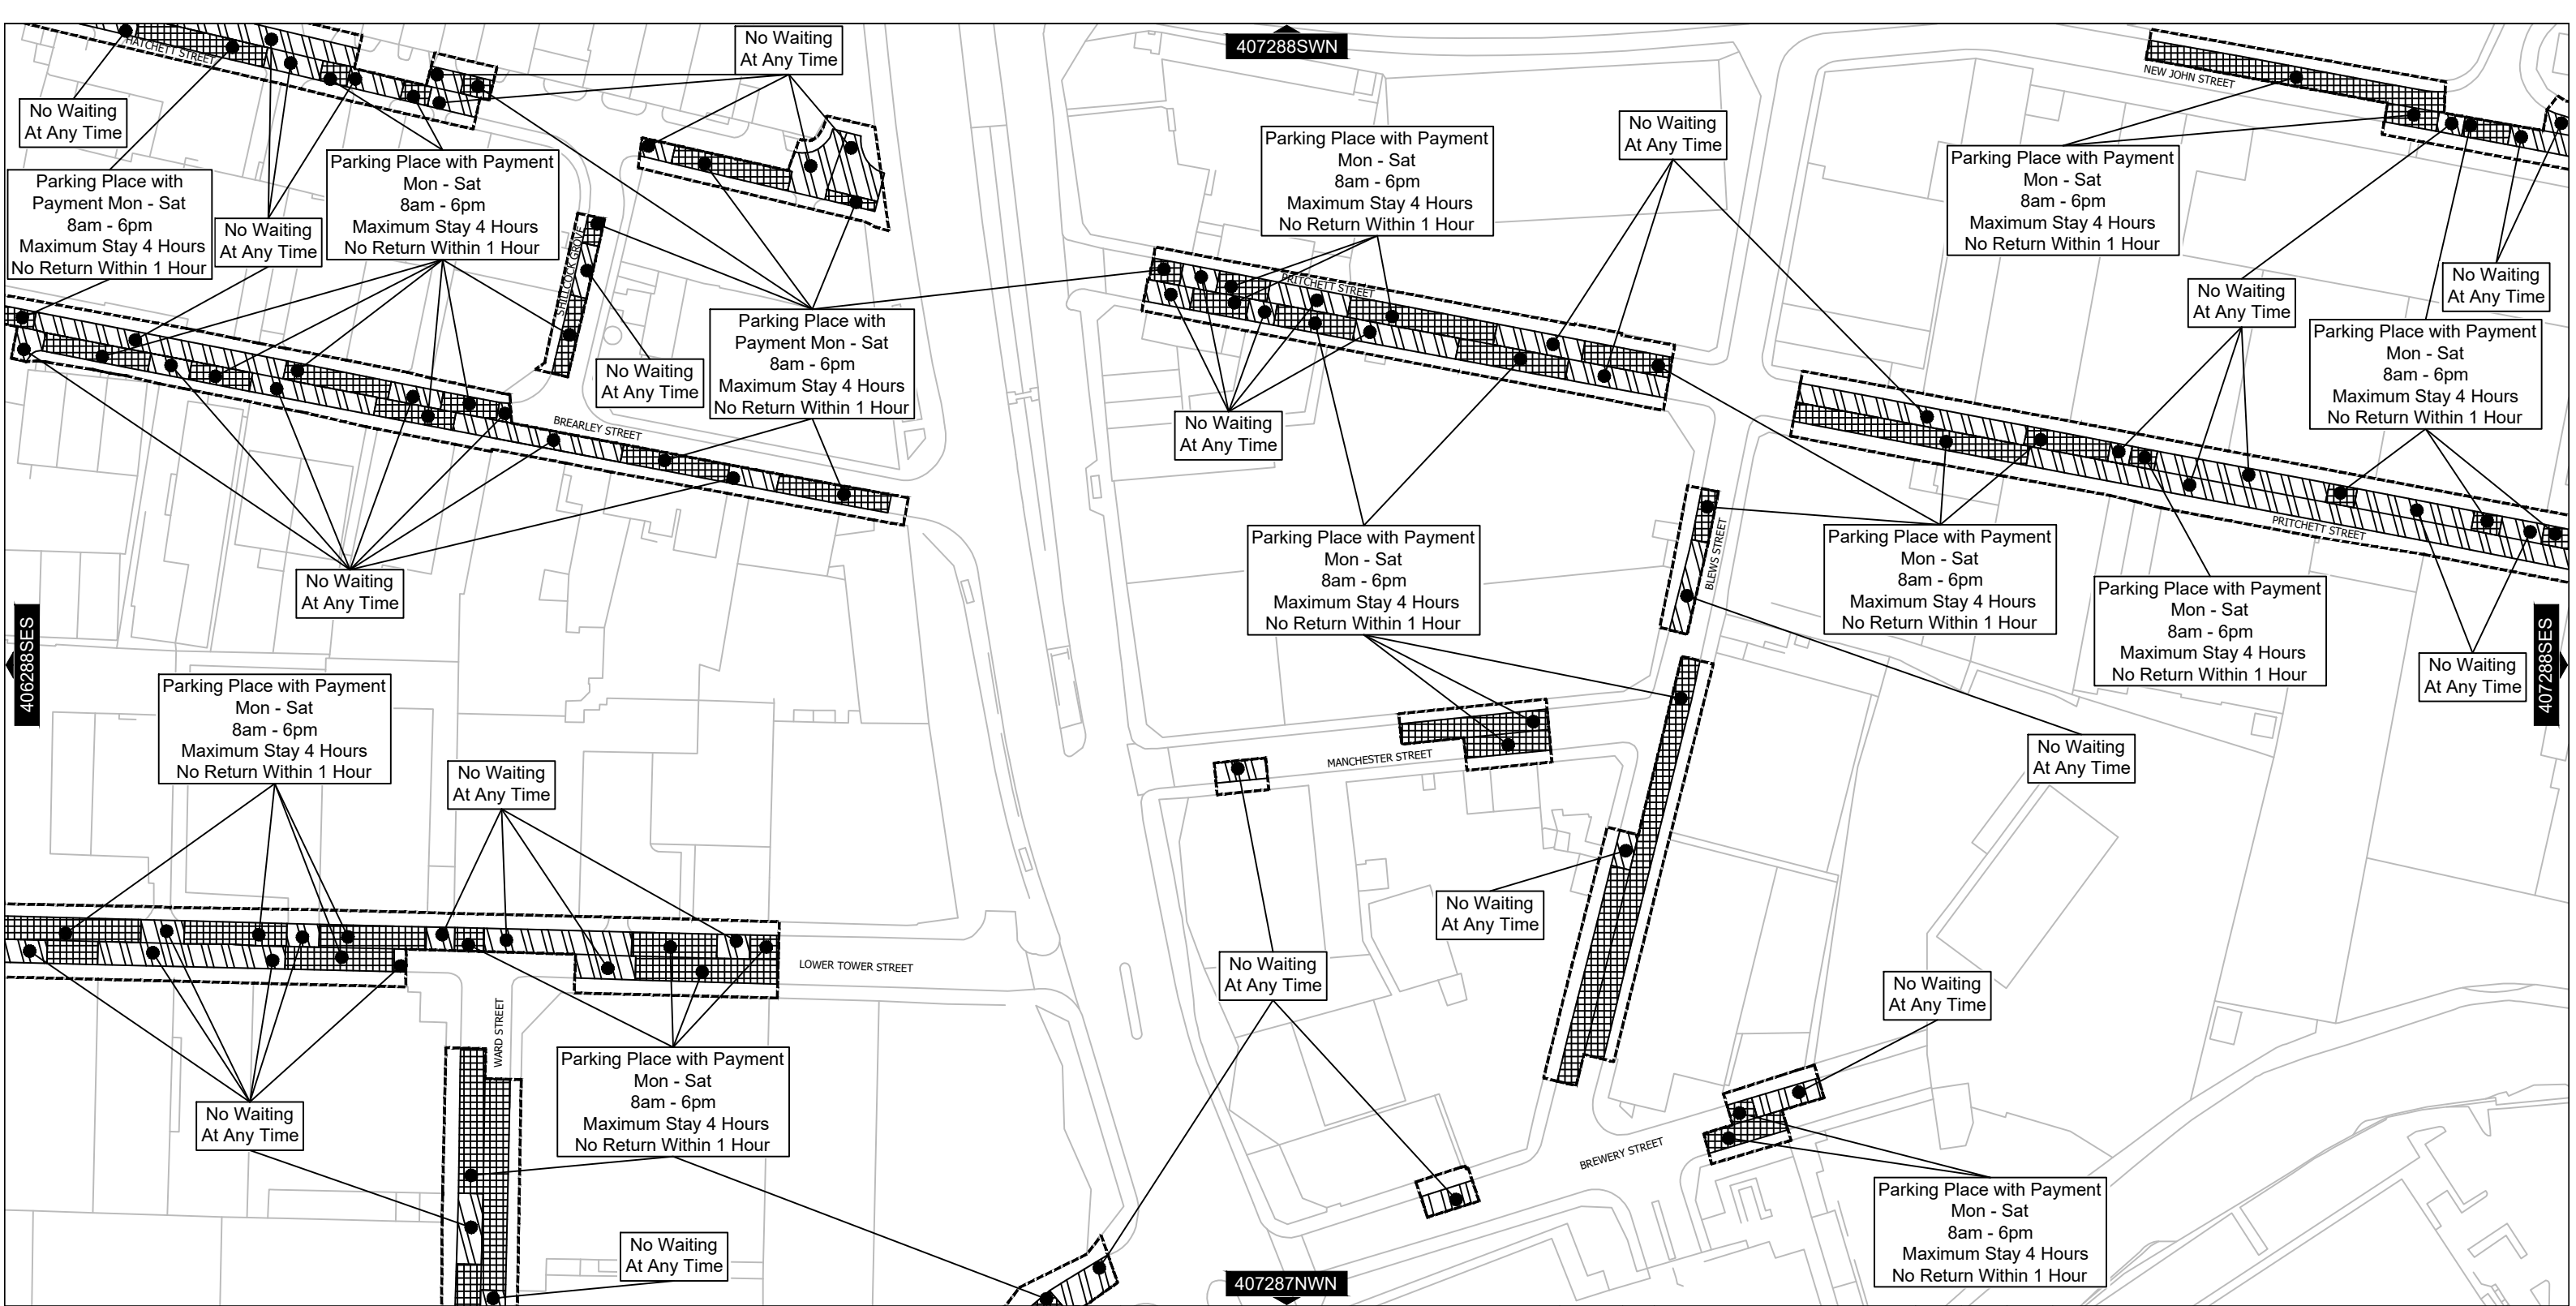 407288SWN
HATCHETT STREET
No Waiting
At Any Time
NEW JOHN STREET
No Waiting
At Any Time
Parking Place with Payment
Mon - Sat
8am - 6pm
Maximum Stay 4 Hours
No Return Within 1 Hour
Parking Place with
Payment Mon - Sat
8am - 6pm
Maximum Stay 4 Hours
No Return Within 1 Hour
No Waiting
At Any Time
Parking Place with Payment
Mon - Sat
8am - 6pm
Maximum Stay 4 Hours
No Return Within 1 Hour
No Waiting
At Any Time
Parking Place with Payment
Mon - Sat
8am - 6pm
Maximum Stay 4 Hours
No Return Within 1 Hour
SHILLCOCK GROVE
PRITCHETT STREET
No Waiting
At Any Time
No Waiting
At Any Time
Parking Place with
Payment Mon - Sat
8am - 6pm
Maximum Stay 4 Hours
No Return Within 1 Hour
Parking Place with Payment
Mon - Sat
8am - 6pm
Maximum Stay 4 Hours
No Return Within 1 Hour
No Waiting
At Any Time
BREARLEY STREET
No Waiting
At Any Time
PRITCHETT STREET
No Waiting
At Any Time
Parking Place with Payment
Mon - Sat
8am - 6pm
Maximum Stay 4 Hours
No Return Within 1 Hour
BLEWS STREET
Parking Place with Payment
Mon - Sat
8am - 6pm
Maximum Stay 4 Hours
No Return Within 1 Hour
Parking Place with Payment
Mon - Sat
8am - 6pm
Maximum Stay 4 Hours
No Return Within 1 Hour
406288SES
407288SES
No Waiting
At Any Time
Parking Place with Payment
Mon - Sat
8am - 6pm
Maximum Stay 4 Hours
No Return Within 1 Hour
No Waiting
At Any Time
MANCHESTER STREET
No Waiting
At Any Time
No Waiting
At Any Time
LOWER TOWER STREET
No Waiting
At Any Time
No Waiting
At Any Time
WARD STREET
Parking Place with Payment
Mon - Sat
8am - 6pm
Maximum Stay 4 Hours
No Return Within 1 Hour
No Waiting
At Any Time
BREWERY STREET
Parking Place with Payment
Mon - Sat
8am - 6pm
Maximum Stay 4 Hours
No Return Within 1 Hour
No Waiting
At Any Time
407287NWN